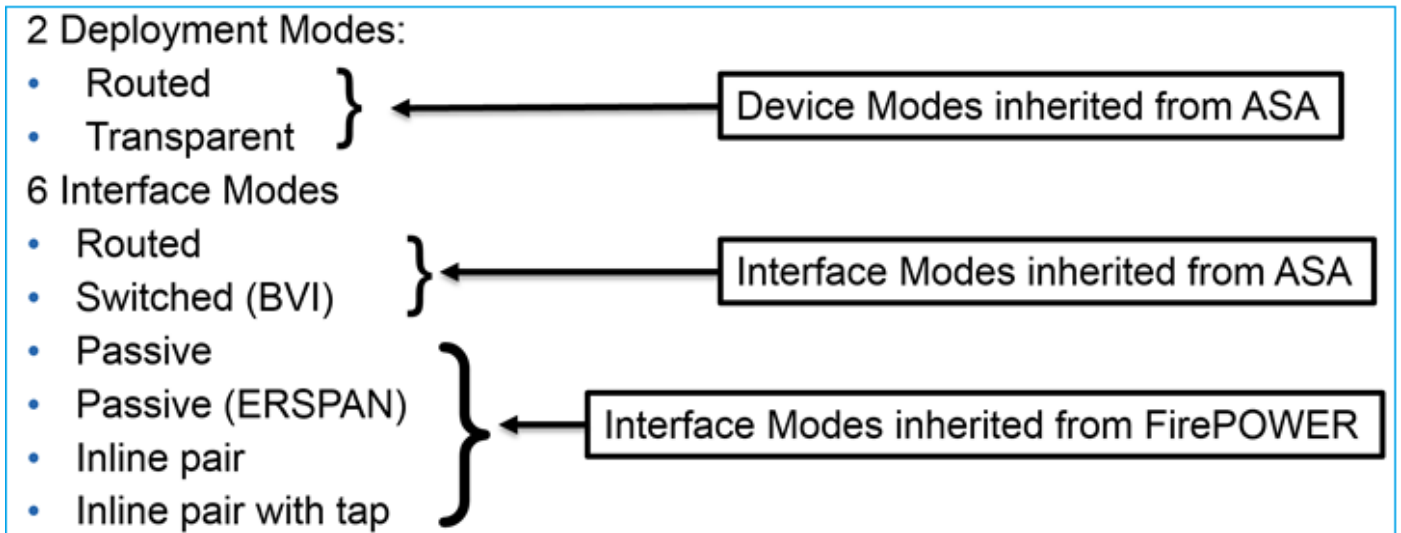 2 Deployment Modes:
• Routed
• Transparent
Device Modes inherited from ASA
6 Interface Modes
• Routed
• Switched (BVI)
Interface Modes inherited from ASA
• Passive
• Passive (ERSPAN)
• Inline pair
• Inline pair with tap
Interface Modes inherited from FirePOWER